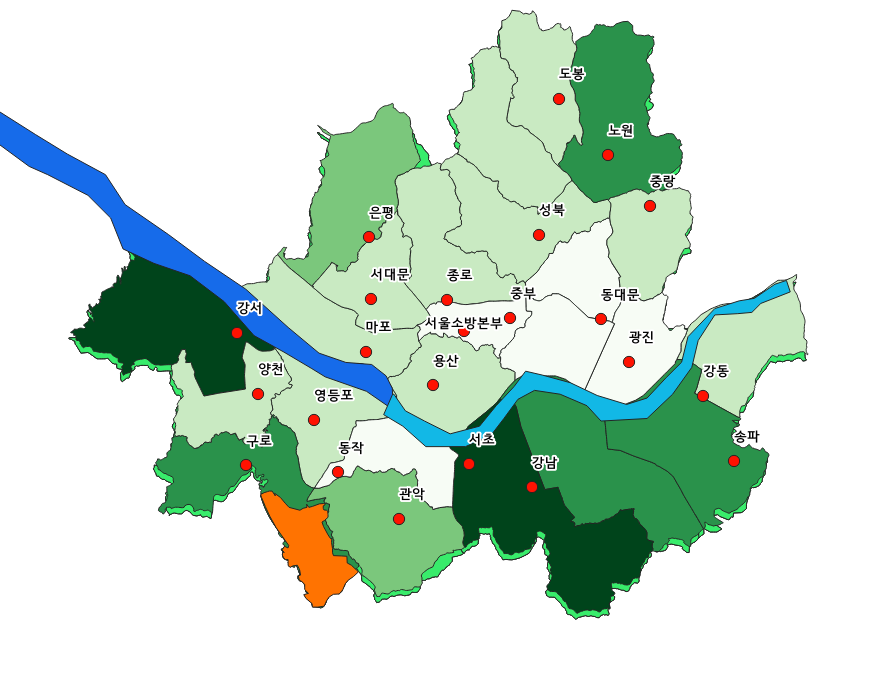 도봉
노원
중랑
은평
성북
서대문
종로
중부
동대문
강서
마포
서울소방본부
광진
양천
용산
강동
영등포
구로
동작
서초
송파
강남
관악